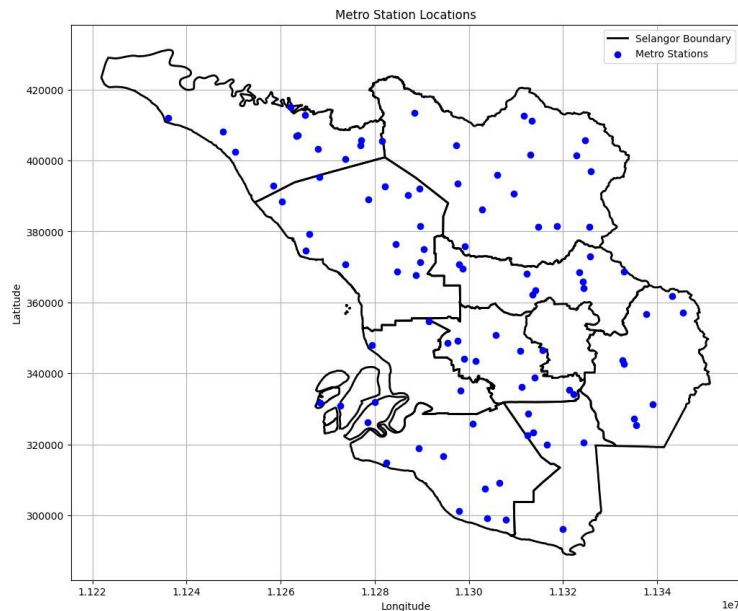 Metro Station Locations
Selangor Boundary
Metro Stations
Latitude
420000
400000
380000
360000
340000
320000
300000
1.122 1.124 1.126 1.128 1.130 1.132 1.134
1e7
Longitude